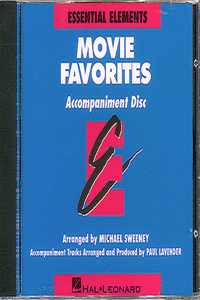 ESSENTIAL ELEMENTS
MOVIE
FAVORITES
Accompaniment Disc
E
Arranged by MICHAEL SWEENEY
Accompaniment Tracks Arranged and Produced by PAUL LAVENDER
HAL•LEONARD